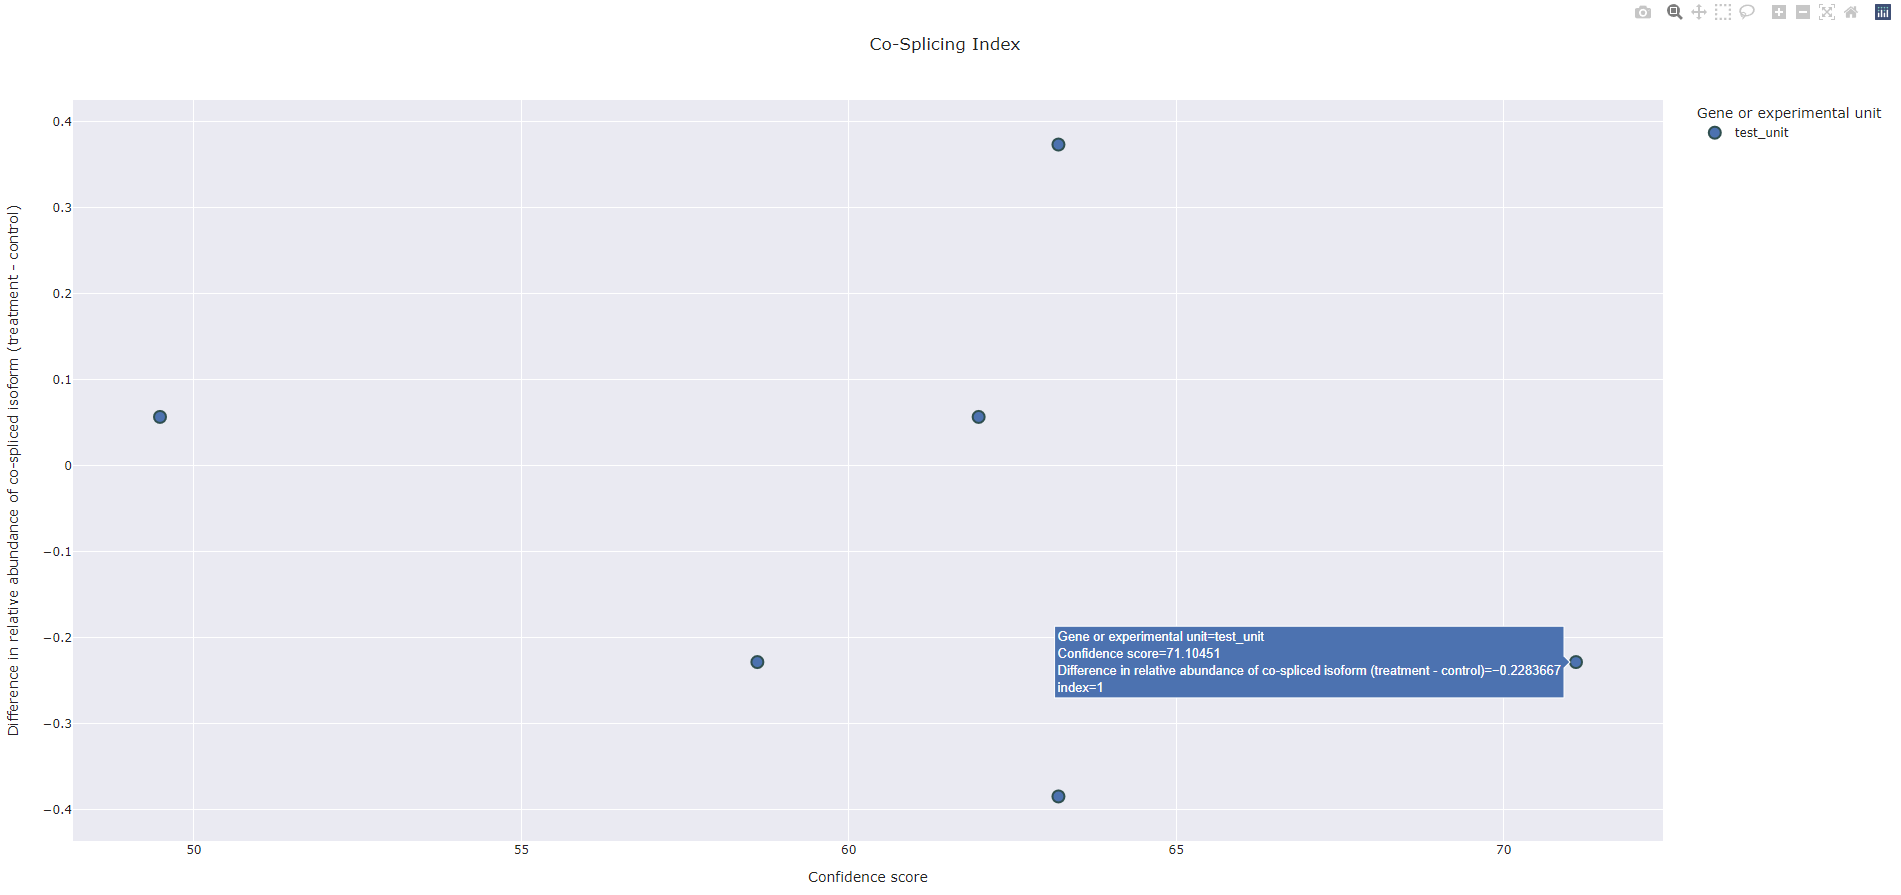 Co-Splicing Index
Gene or experimental unit
test_unit
Difference in relative abundance of co-spliced isoform (treatment - control)
0.4
0.3
0.2
0.1
0
−0.1
−0.2
−0.3
−0.4
Gene or experimental unit=test_unit
Confidence score=71.10451
Difference in relative abundance of co-spliced isoform (treatment - control)=−0.2283667
index=1
50 55 60 65 70
Confidence score